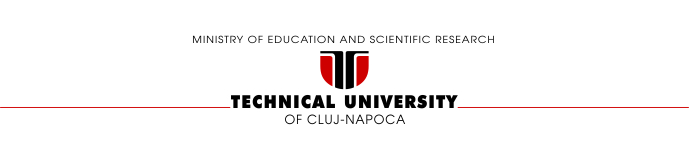 MINISTRY OF EDUCATION AND SCIENTIFIC RESEARCH
TECHNICAL UNIVERSITY
OF CLUJ-NAPOCA